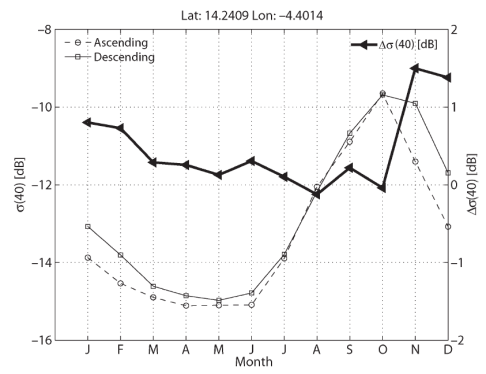 Lat: 14.2409 Lon: −4.4014
−8
−10
−12
−14
−16
σ(40) [dB]
Ascending
Descending
Δσ(40) [dB]
2
1
0
−1
−2
Δσ(40) [dB]
J F M A M J J A S O N D
Month